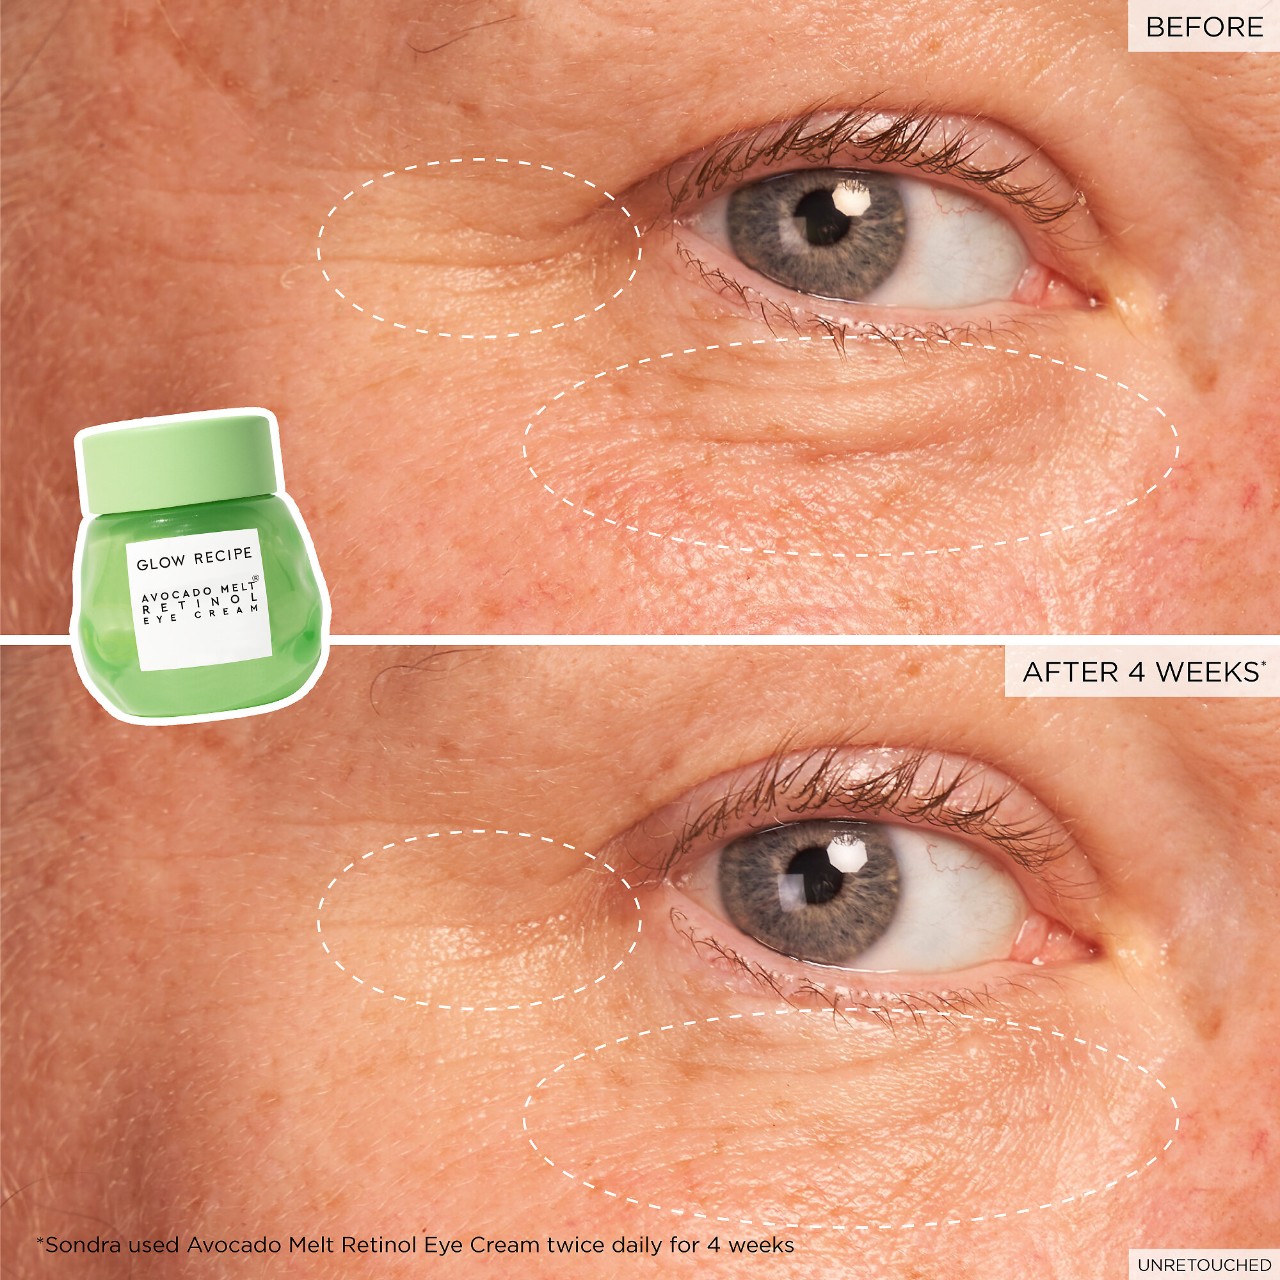 BEFORE
GLOW RECIPE
AVOCADO MELT®
RETINOL
EYE CREAM
AFTER 4 WEEKS*
*Sondra used Avocado Melt Retinol Eye Cream twice daily for 4 weeks
UNRETOUCHED